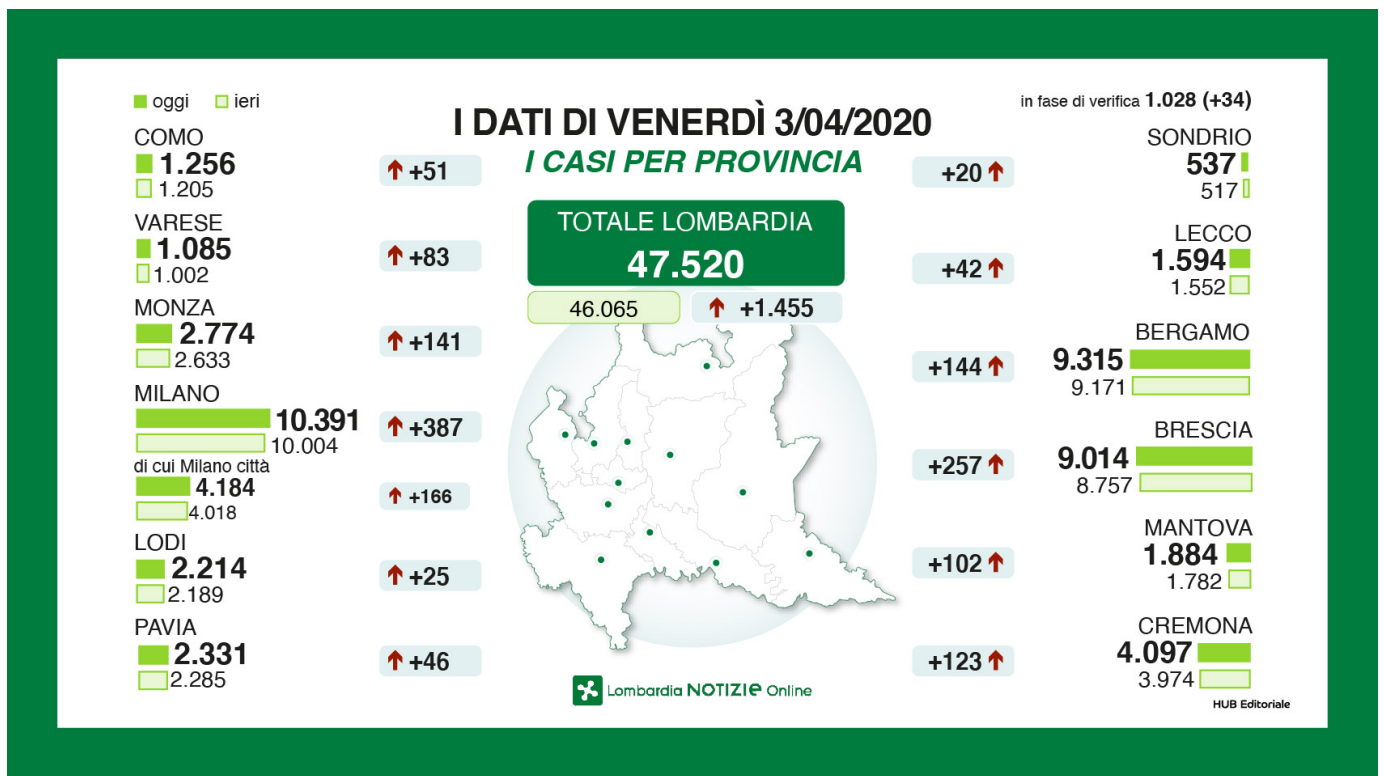 oggi ieri
COMO
1.256
1.205
+51
VARESE
1.085
1.002
+83
MONZA
2.774
2.633
+141
MILANO
10.391
10.004
+387
di cui Milano città
4.184
4.018
+166
LODI
2.214
2.189
+25
PAVIA
2.331
2.285
+46
I DATI DI VENERDÌ 3/04/2020
I CASI PER PROVINCIA
TOTALE LOMBARDIA
47.520
46.065 +1.455
Lombardia NOTIZIE Online
in fase di verifica 1.028 (+34)
SONDRIO
+20
537
517
LECCO
+42
1.594
1.552
BERGAMO
+144
9.315
9.171
BRESCIA
+257
9.014
8.757
MANTOVA
+102
1.884
1.782
CREMONA
+123
4.097
3.974
HUB Editoriale